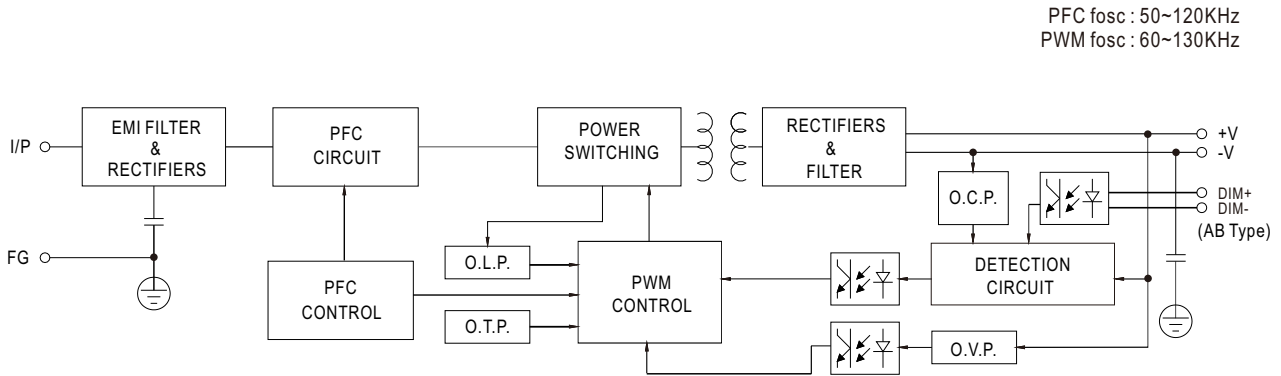 PFC fosc : 50~120KHz
PWM fosc : 60~130KHz
I/P
EMI FILTER
&
RECTIFIERS
PFC
CIRCUIT
POWER
SWITCHING
RECTIFIERS
&
FILTER
+V
-V
O.C.P.
DIM+
DIM-
(AB Type)
FG
O.L.P.
PFC
CONTROL
PWM
CONTROL
DETECTION
CIRCUIT
O.T.P.
O.V.P.